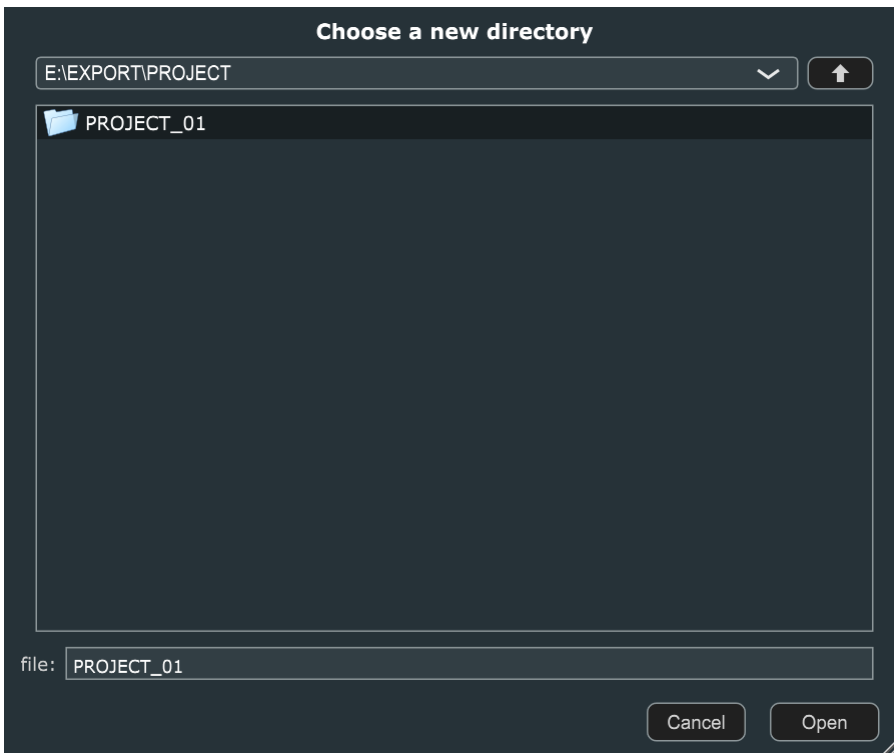 Choose a new directory
E:\EXPORT\PROJECT
PROJECT_01
file: PROJECT_01
Cancel Open